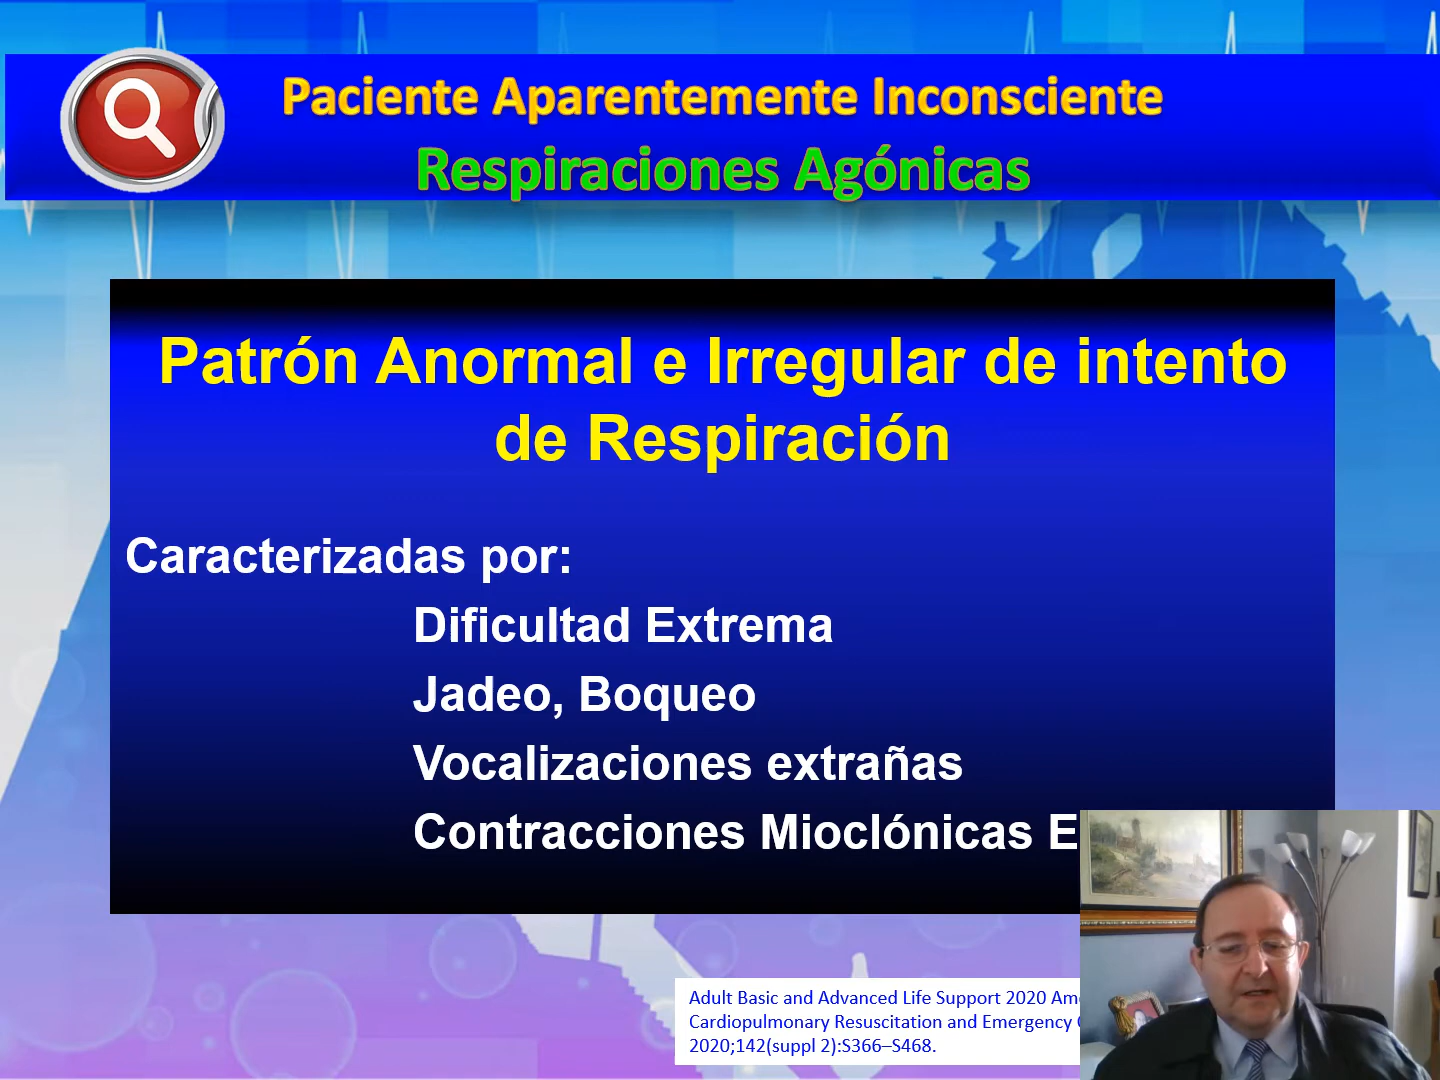 Paciente Aparentemente Inconsciente
Respiraciones Agónicas
Patrón Anormal e Irregular de intento
de Respiración
Caracterizadas por:
Dificultad Extrema
Jadeo, Boqueo
Vocalizaciones extrañas
Contracciones Mioclónicas
Adult Basic and Advanced Life Support 2020
Cardiopulmonary Resuscitation and Emergency
2020;142(suppl 2):S366–S468.